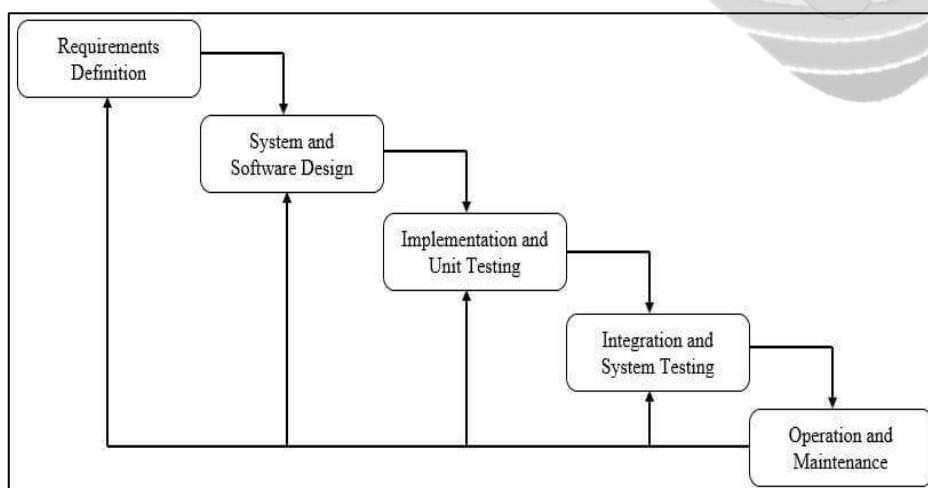 Requirements
Definition
System and
Software Design
Implementation and
Unit Testing
Integration and
System Testing
Operation and
Maintenance